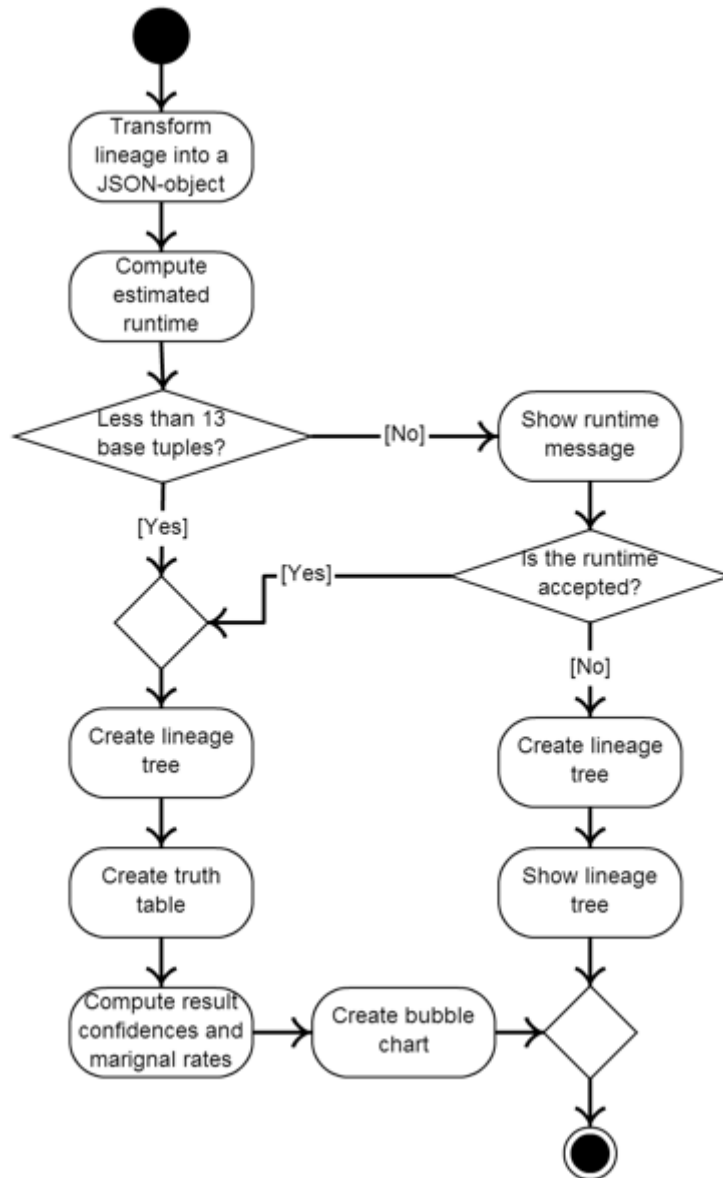 Transform
lineage into a
JSON-object
Compute
estimated
runtime
Less than 13
base tuples?
[No]
Show runtime
message
[Yes]
Is the runtime
accepted?
[Yes]
[No]
Create lineage
tree
Create lineage
tree
Create truth
table
Show lineage
tree
Compute result
confidences and
marignal rates
Create bubble
chart